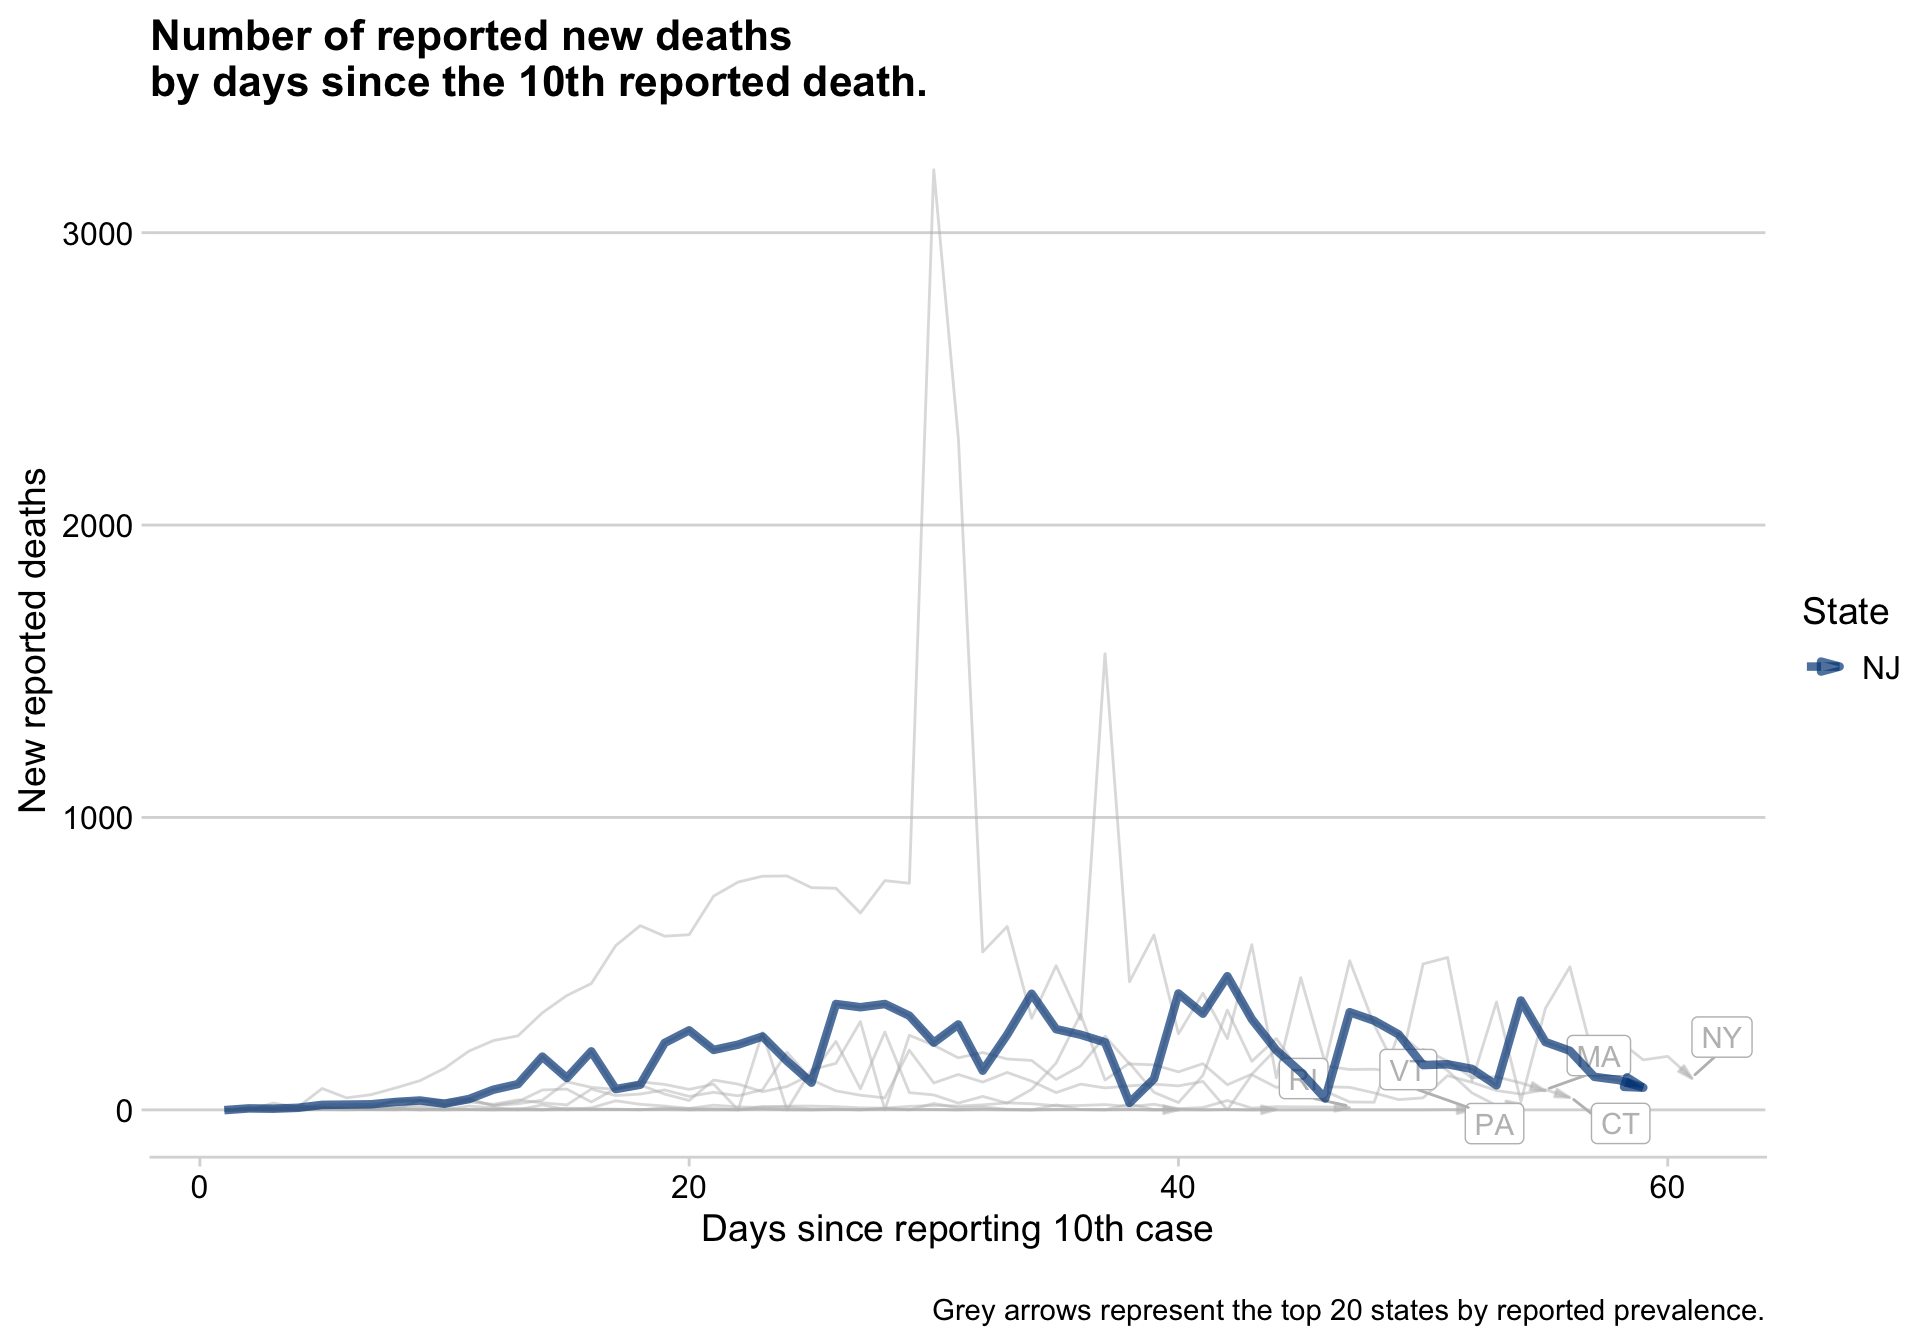 Number of reported new deaths
by days since the 10th reported death.
3000
2000
1000
0
New reported deaths
RI
VT
PA
MA
CT
NY
0 20 40 60
Days since reporting 10th case
State
NJ
Grey arrows represent the top 20 states by reported prevalence.